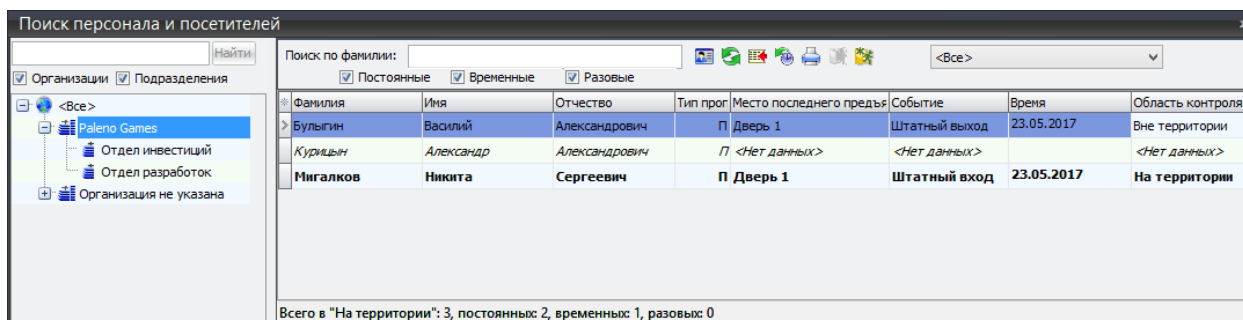 Поиск персонала и посетителей
Найти
Организации Подразделения
<Все>
Paleno Games
Отдел инвестиций
Отдел разработок
Организация не указана
Поиск по фамилии:
<Все>
Постоянные Временные Разовые
Фамилия Имя Отчество Тип прог Место последнего предъя Событие Время Область контроля
Булыгин Василий Александрович П Дверь 1 Штатный выход 23.05.2017 Вне территории
Курицын Александр Александрович П <Нет данных> <Нет данных> <Нет данных>
Мигалков Никита Сергеевич П Дверь 1 Штатный вход 23.05.2017 На территории
Всего в "На территории": 3, постоянных: 2, временных: 1, разовых: 0